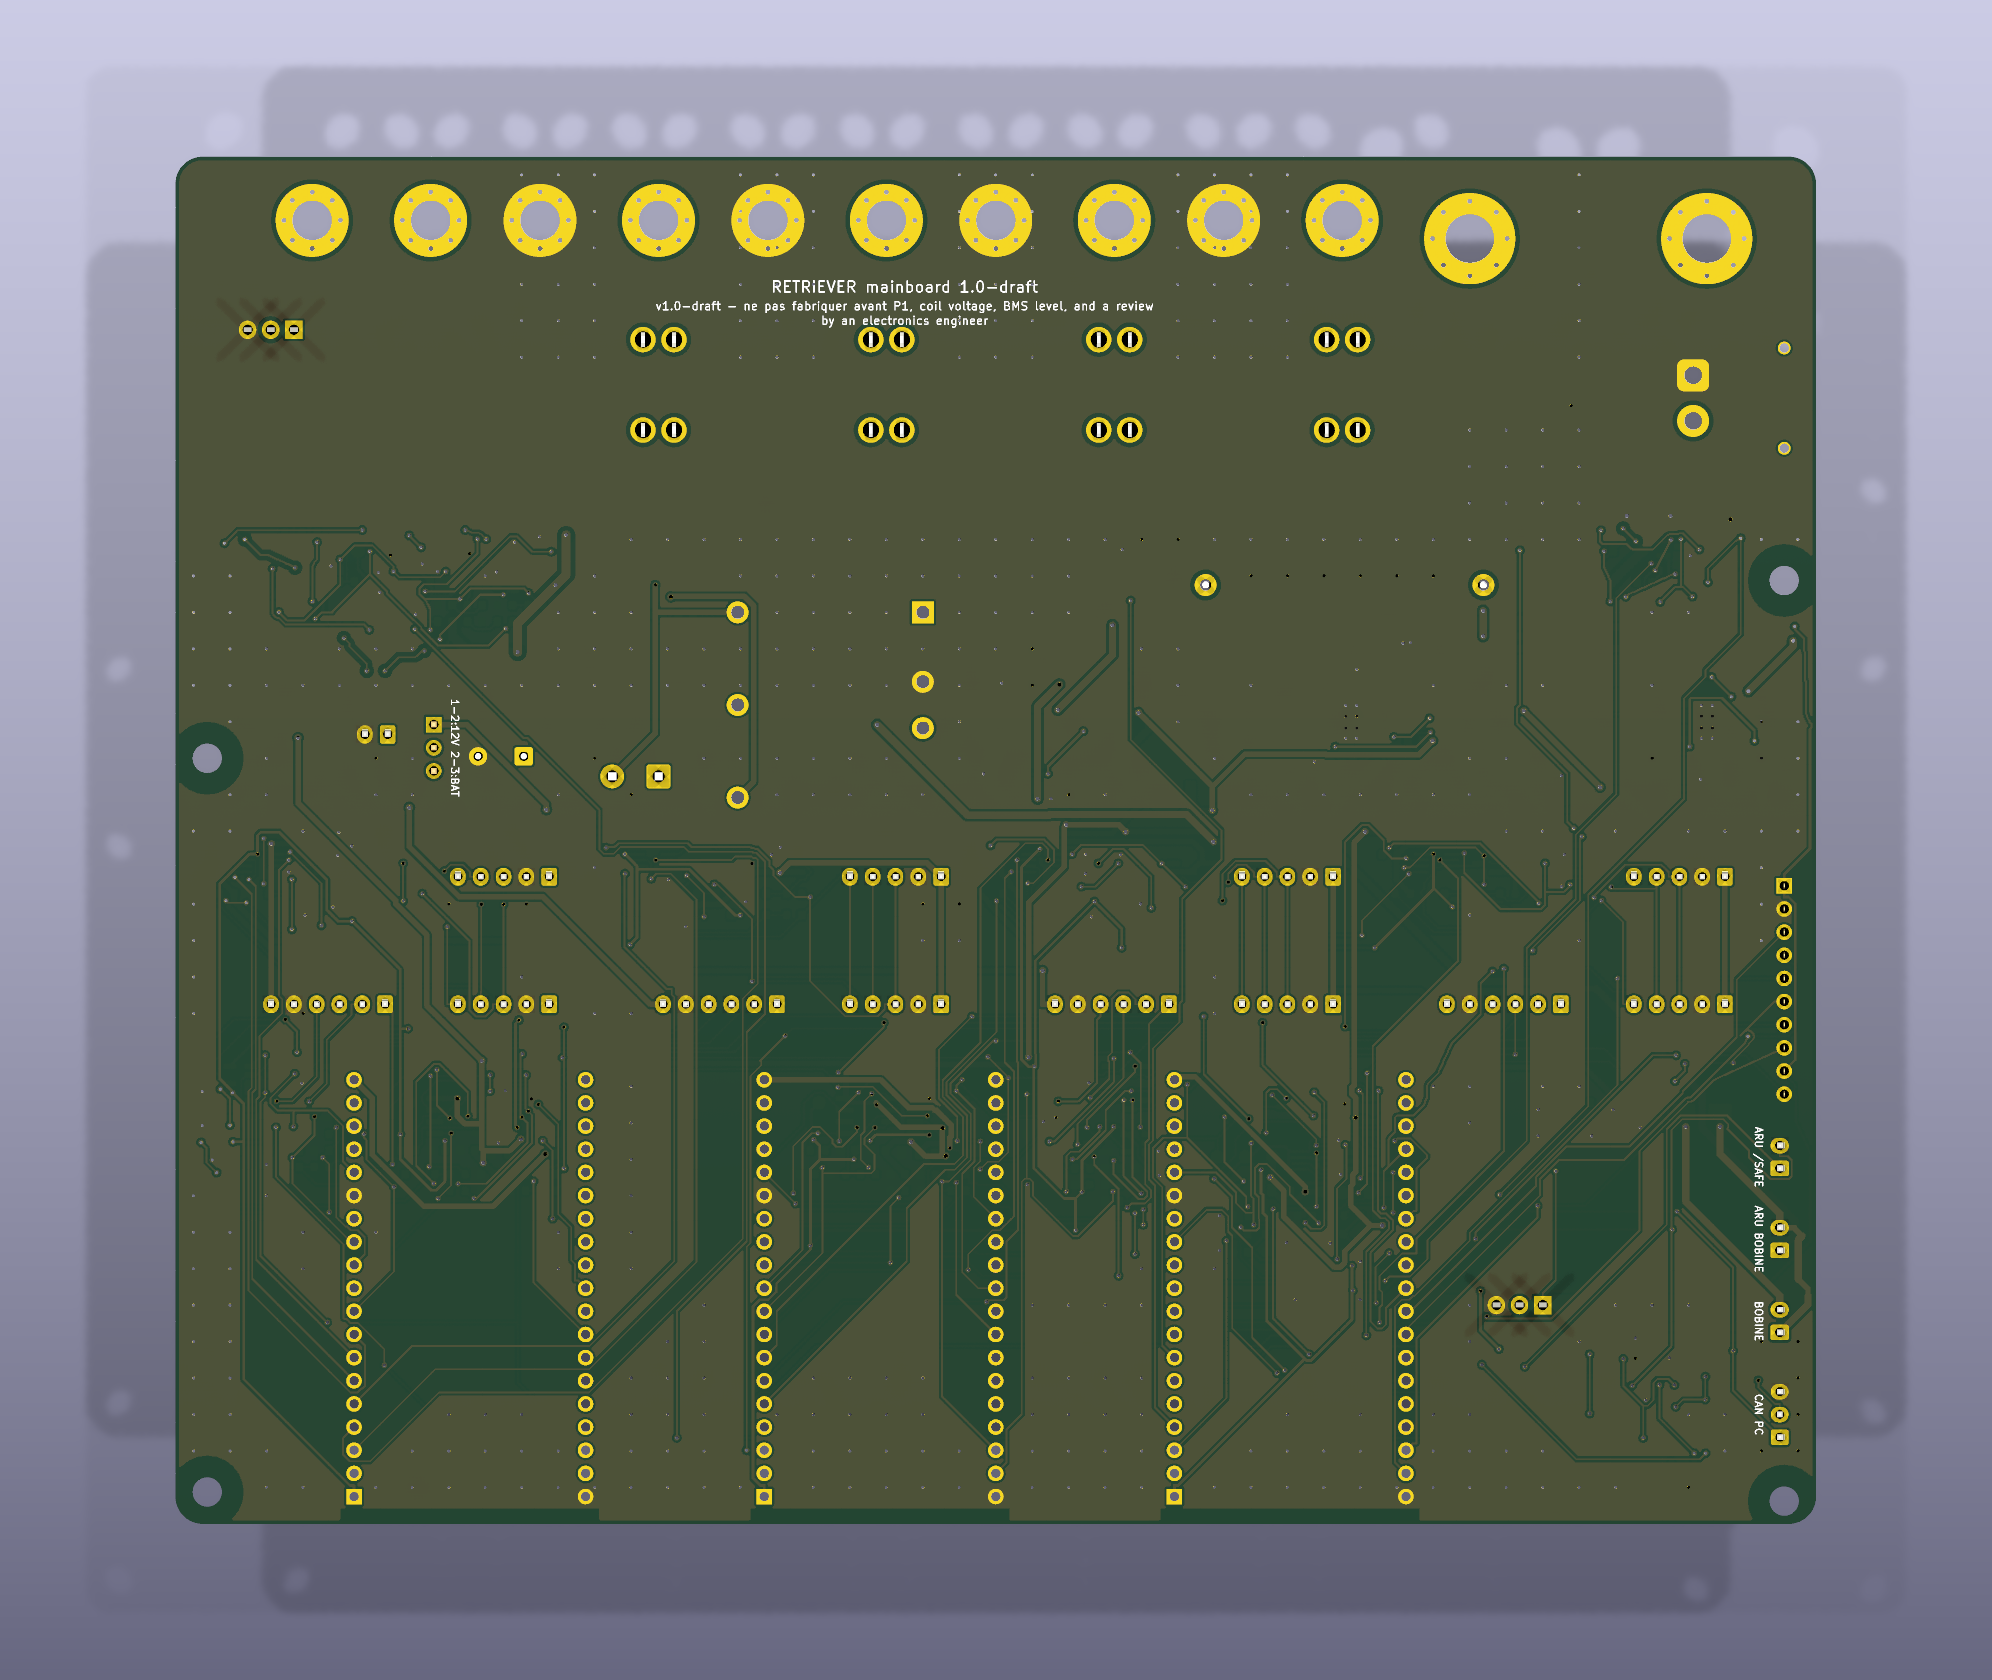 RETRiEVER mainboard 1.0-draft
v1.0-draft - ne pas fabriquer avant P1, coil voltage, BMS level, and a review
by an electronics engineer
1-2:12V 2-3:BAT
ARU /SAFE
ARU BOBINE
BOBINE
CAN PC